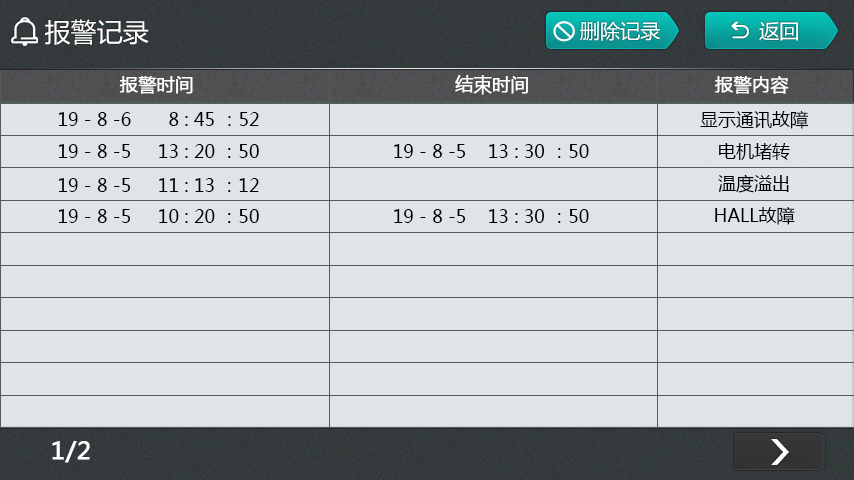 报警记录 删除记录 返回
报警时间 结束时间 报警内容
19 - 8 -6 8 : 45 : 52 显示通讯故障
19 - 8 -5 13 : 20 : 50 19 - 8 -5 13 : 30 : 50 电机堵转
19 - 8 -5 11 : 13 : 12 温度溢出
19 - 8 -5 10 : 20 : 50 19 - 8 -5 13 : 30 : 50 HALL故障
1/2